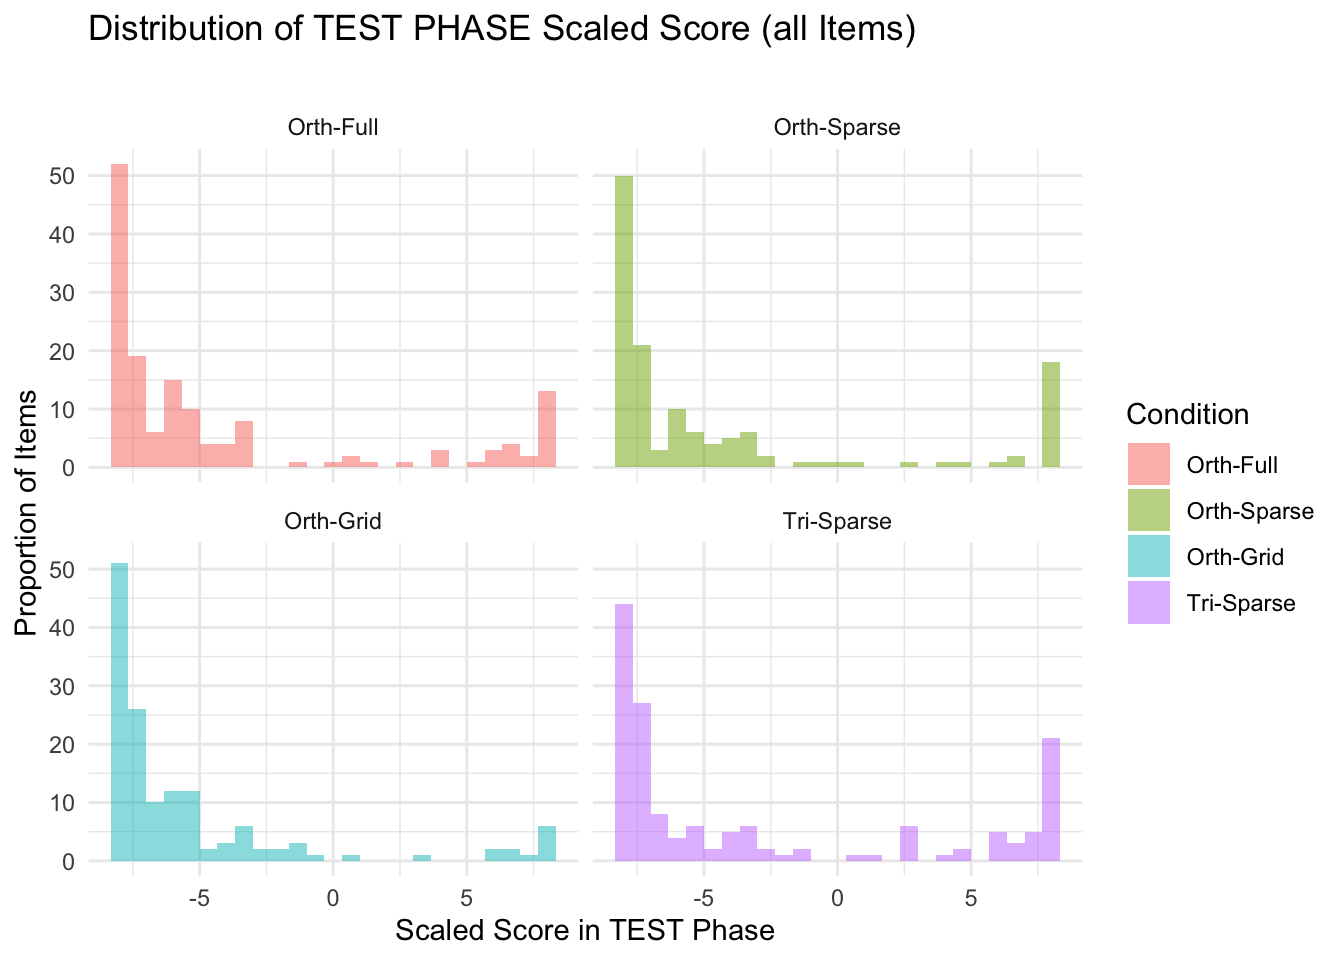 Distribution of TEST PHASE Scaled Score (all Items)
Orth-Full
Orth-Sparse
50
40
30
20
10
0
Proportion of Items
Orth-Grid
Tri-Sparse
50
40
30
20
10
0
-5 0 5
-5 0 5
Scaled Score in TEST Phase
Condition
Orth-Full
Orth-Sparse
Orth-Grid
Tri-Sparse